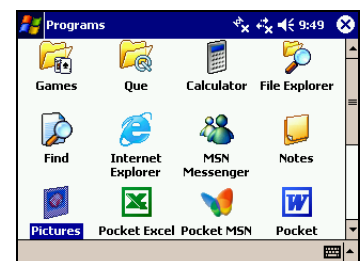 Programs 9:49
Games Que Calculator File Explorer
Find Internet Explorer MSN Messenger Notes
Pictures Pocket Excel Pocket MSN Pocket